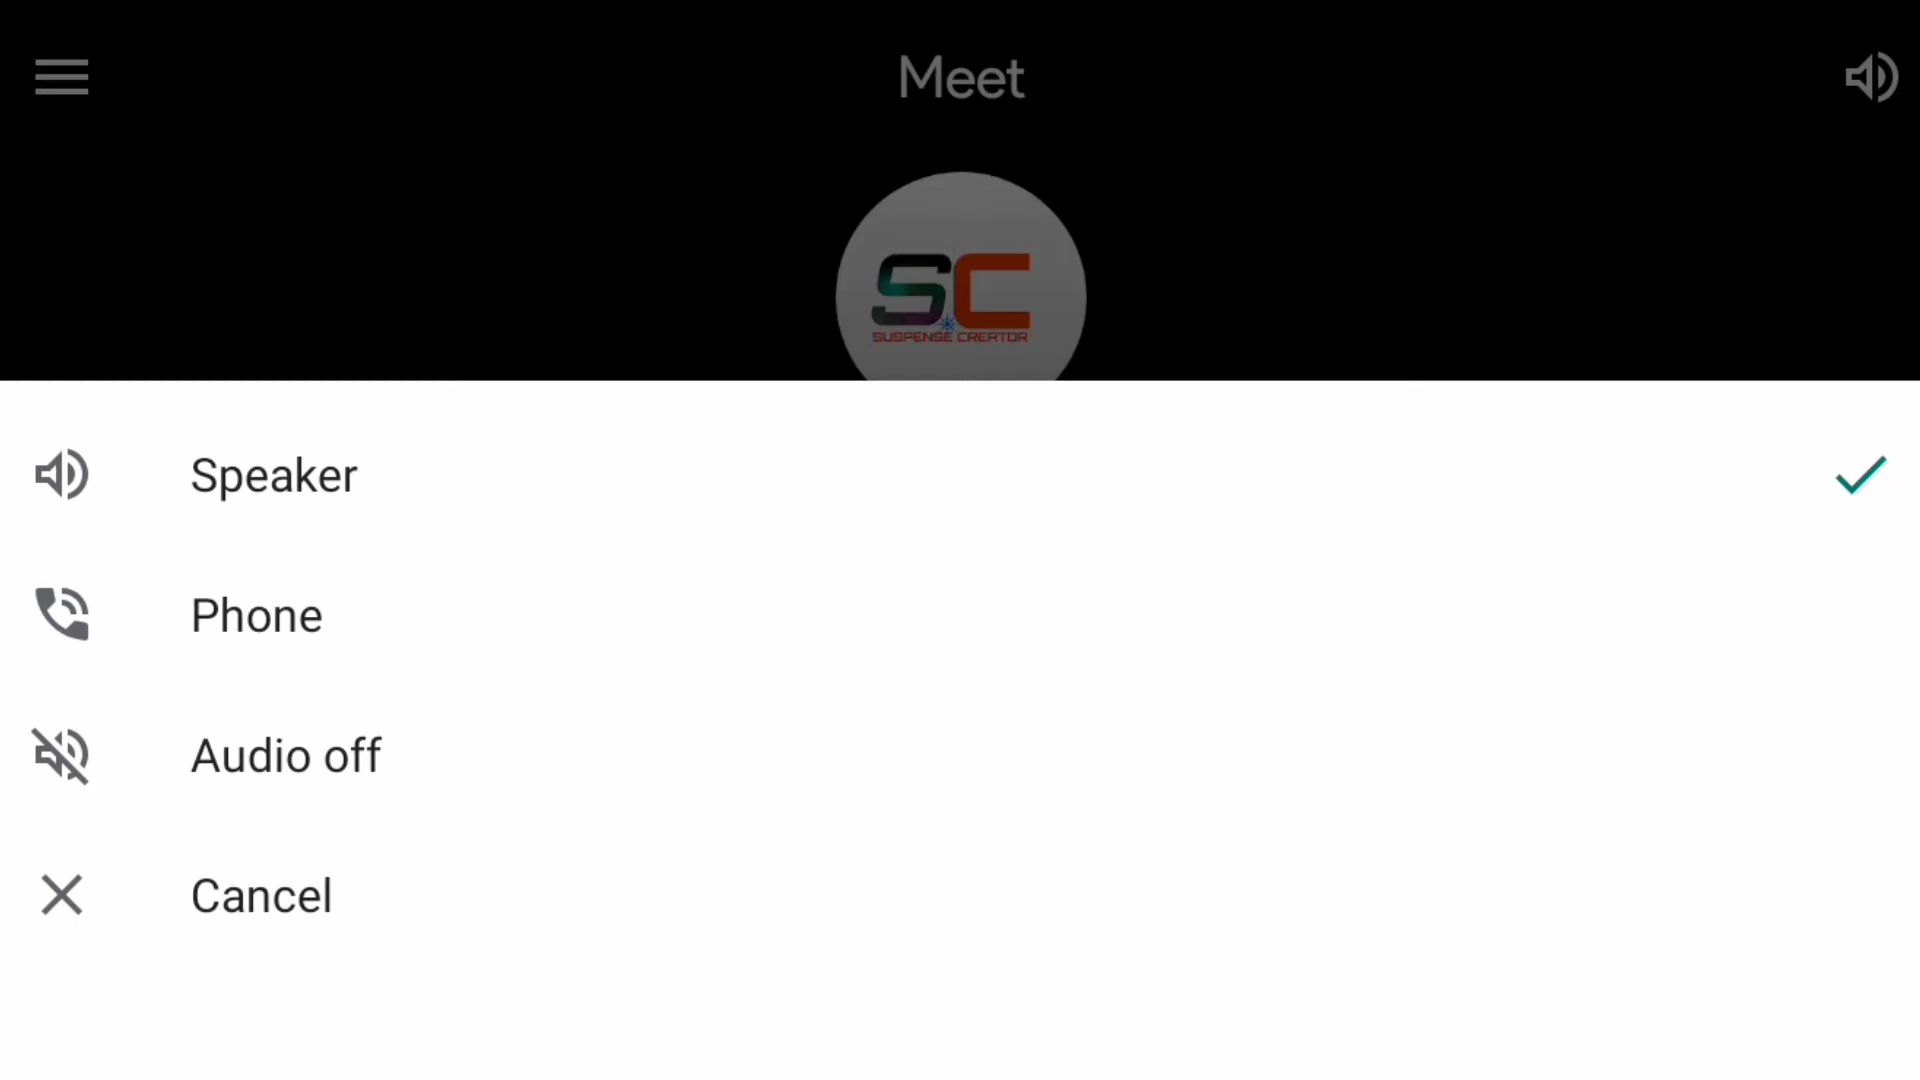 Meet
SC
SUSPENSE CREATOR
Speaker
Phone
Audio off
Cancel